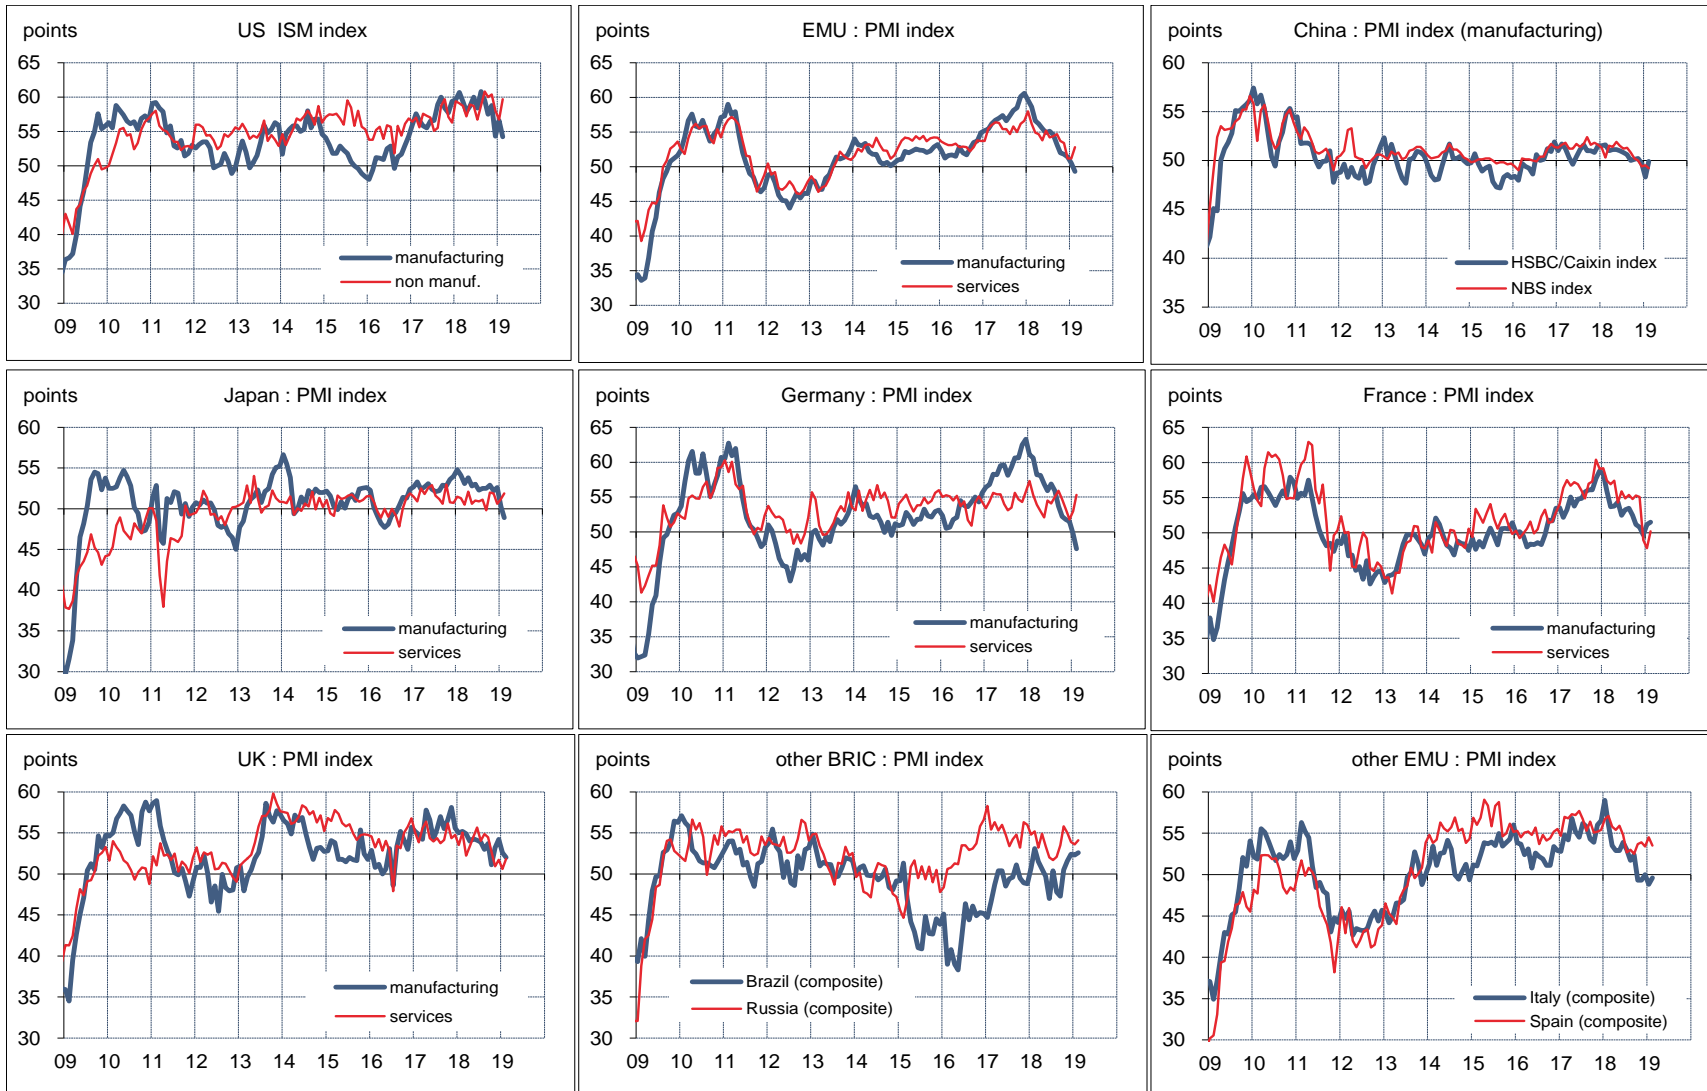 points US ISM index
65
60
55
50
45
40
35
30
manufacturing
non manuf.
09 10 11 12 13 14 15 16 17 18 19
points EMU : PMI index
65
60
55
50
45
40
35
30
manufacturing
services
09 10 11 12 13 14 15 16 17 18 19
points China : PMI index (manufacturing)
60
55
50
45
40
35
HSBC/Caixin index
NBS index
09 10 11 12 13 14 15 16 17 18 19
points Japan : PMI index
60
55
50
45
40
35
30
manufacturing
services
09 10 11 12 13 14 15 16 17 18 19
points Germany : PMI index
65
60
55
50
45
40
35
30
manufacturing
services
09 10 11 12 13 14 15 16 17 18 19
points France : PMI index
65
60
55
50
45
40
35
30
manufacturing
services
09 10 11 12 13 14 15 16 17 18 19
points UK : PMI index
60
55
50
45
40
35
30
manufacturing
services
09 10 11 12 13 14 15 16 17 18 19
points other BRIC : PMI index
60
55
50
45
40
35
30
Brazil (composite)
Russia (composite)
09 10 11 12 13 14 15 16 17 18 19
points other EMU : PMI index
60
55
50
45
40
35
30
Italy (composite)
Spain (composite)
09 10 11 12 13 14 15 16 17 18 19